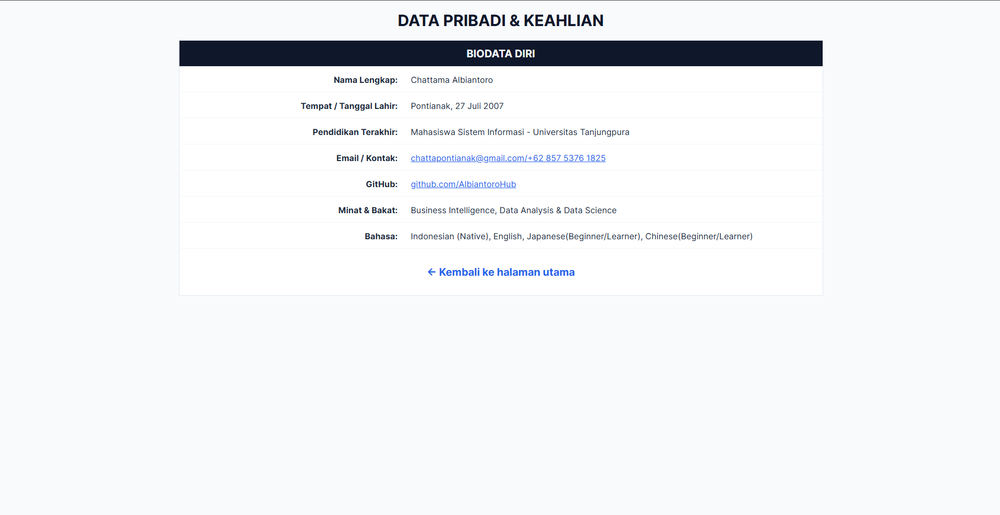 DATA PRIBADI & KEAHLIAN
BIODATA DIRI
Nama Lengkap: Chattama Albiantoro
Tempat / Tanggal Lahir: Pontianak, 27 Juli 2007
Pendidikan Terakhir: Mahasiswa Sistem Informasi - Universitas Tanjungpura
Email / Kontak: chattapontianak@gmail.com/+62 857 5376 1825
GitHub: github.com/AlbiantoroHub
Minat & Bakat: Business Intelligence, Data Analysis & Data Science
Bahasa: Indonesian (Native), English, Japanese(Beginner/Learner), Chinese(Beginner/Learner)
← Kembali ke halaman utama